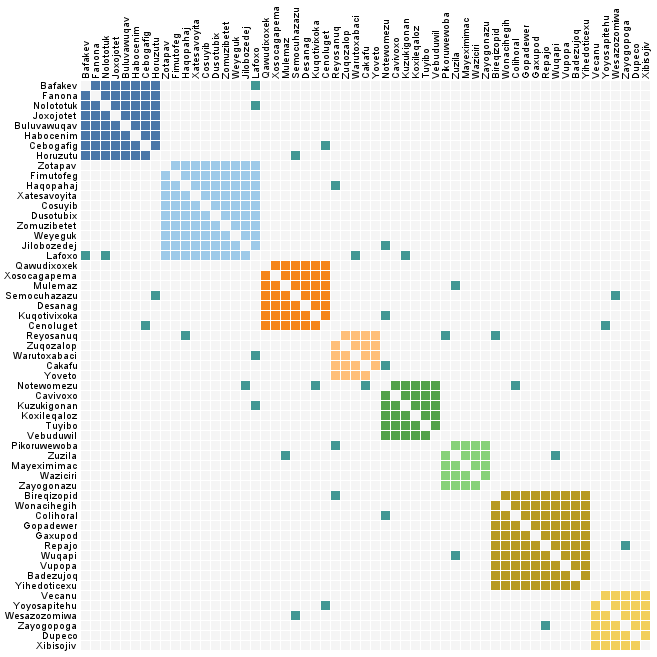 Bafakev
Fanona
Nolotutuk
Joxojotet
Buluvawuqav
Habocenim
Cebogafig
Horuzutu
Zotapav
Fimutofeg
Haqopahaj
Xatesavoyita
Cosuyib
Dusotubix
Zomuzibetet
Weyeguk
Jilobozedej
Lafoxo
Qawudixoxek
Xosocagapema
Mulemaz
Semocuhazazu
Desanag
Kuqotivixoka
Cenoluget
Reyosanuq
Zuqozalop
Warutoxabaci
Cakafu
Yoveto
Notewomezu
Cavivoxo
Kuzukigonan
Koxileqaloz
Tuyibo
Vebuduwil
Pikoruwewoba
Zuzila
Mayeximimac
Waziciri
Zayogonazu
Bireqizopid
Wonacihegih
Colihoral
Gopadewer
Gaxupod
Repajo
Wuqapi
Vupopa
Badezujoq
Yihedoticexu
Vecanu
Yoyosapitehu
Wesazozomiwa
Zayogopoga
Dupeco
Xibisojiv
Bafakev
Fanona
Nolotutuk
Joxojotet
Buluvawuqav
Habocenim
Cebogafig
Horuzutu
Zotapav
Fimutofeg
Haqopahaj
Xatesavoyita
Cosuyib
Dusotubix
Zomuzibetet
Weyeguk
Jilobozedej
Lafoxo
Qawudixoxek
Xosocagapema
Mulemaz
Semocuhazazu
Desanag
Kuqotivixoka
Cenoluget
Reyosanuq
Zuqozalop
Warutoxabaci
Cakafu
Yoveto
Notewomezu
Cavivoxo
Kuzukigonan
Koxileqaloz
Tuyibo
Vebuduwil
Pikoruwewoba
Zuzila
Mayeximimac
Waziciri
Zayogonazu
Bireqizopid
Wonacihegih
Colihoral
Gopadewer
Gaxupod
Repajo
Wuqapi
Vupopa
Badezujoq
Yihedoticexu
Vecanu
Yoyosapitehu
Wesazozomiwa
Zayogopoga
Dupeco
Xibisojiv